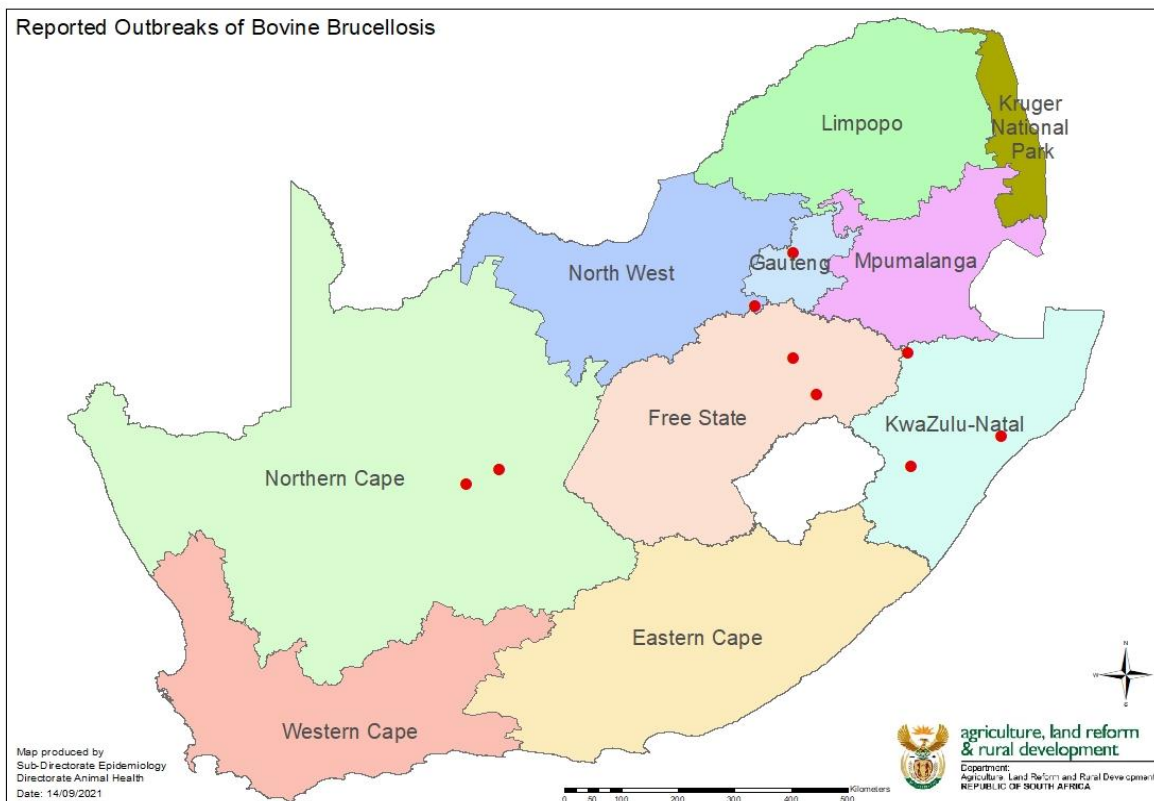 Reported Outbreaks of Bovine Brucellosis
Limpopo
Kruger
National
Park
North West
Gauteng
Mpumalanga
Free State
KwaZulu-Natal
Northern Cape
Eastern Cape
Western Cape
N
W
E
S
Map produced by
Sub-Directorate Epidemiology
Directorate Animal Health
Date: 14/09/2021
0 50 100 200 300 400 500
Kilometers
agriculture, land reform
& rural development
Department:
Agriculture, Land Reform and Rural Development
REPUBLIC OF SOUTH AFRICA